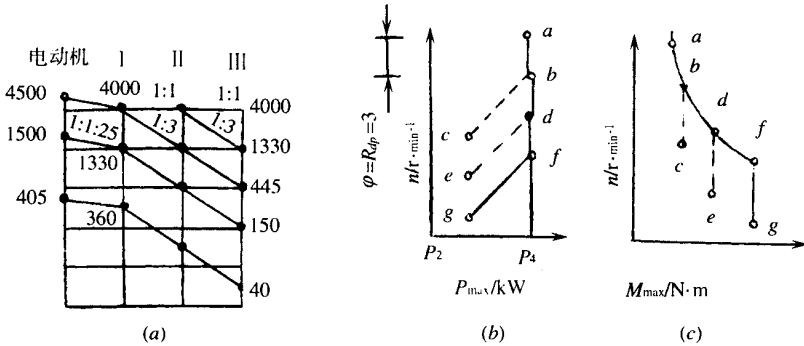 电动机 I II III
4500 4000 1:1 1:1 4000
1:1:25 1:3 1:3
1500 1330 1330
445
405 360 150
40
(a)
φ=R_dp=3
n/r·min⁻¹
a
b
c
d
e
f
g
P₂ P₄
P_max/kW
(b)
n/r·min⁻¹
a
b
d
c
f
e
g
M_max/N·m
(c)